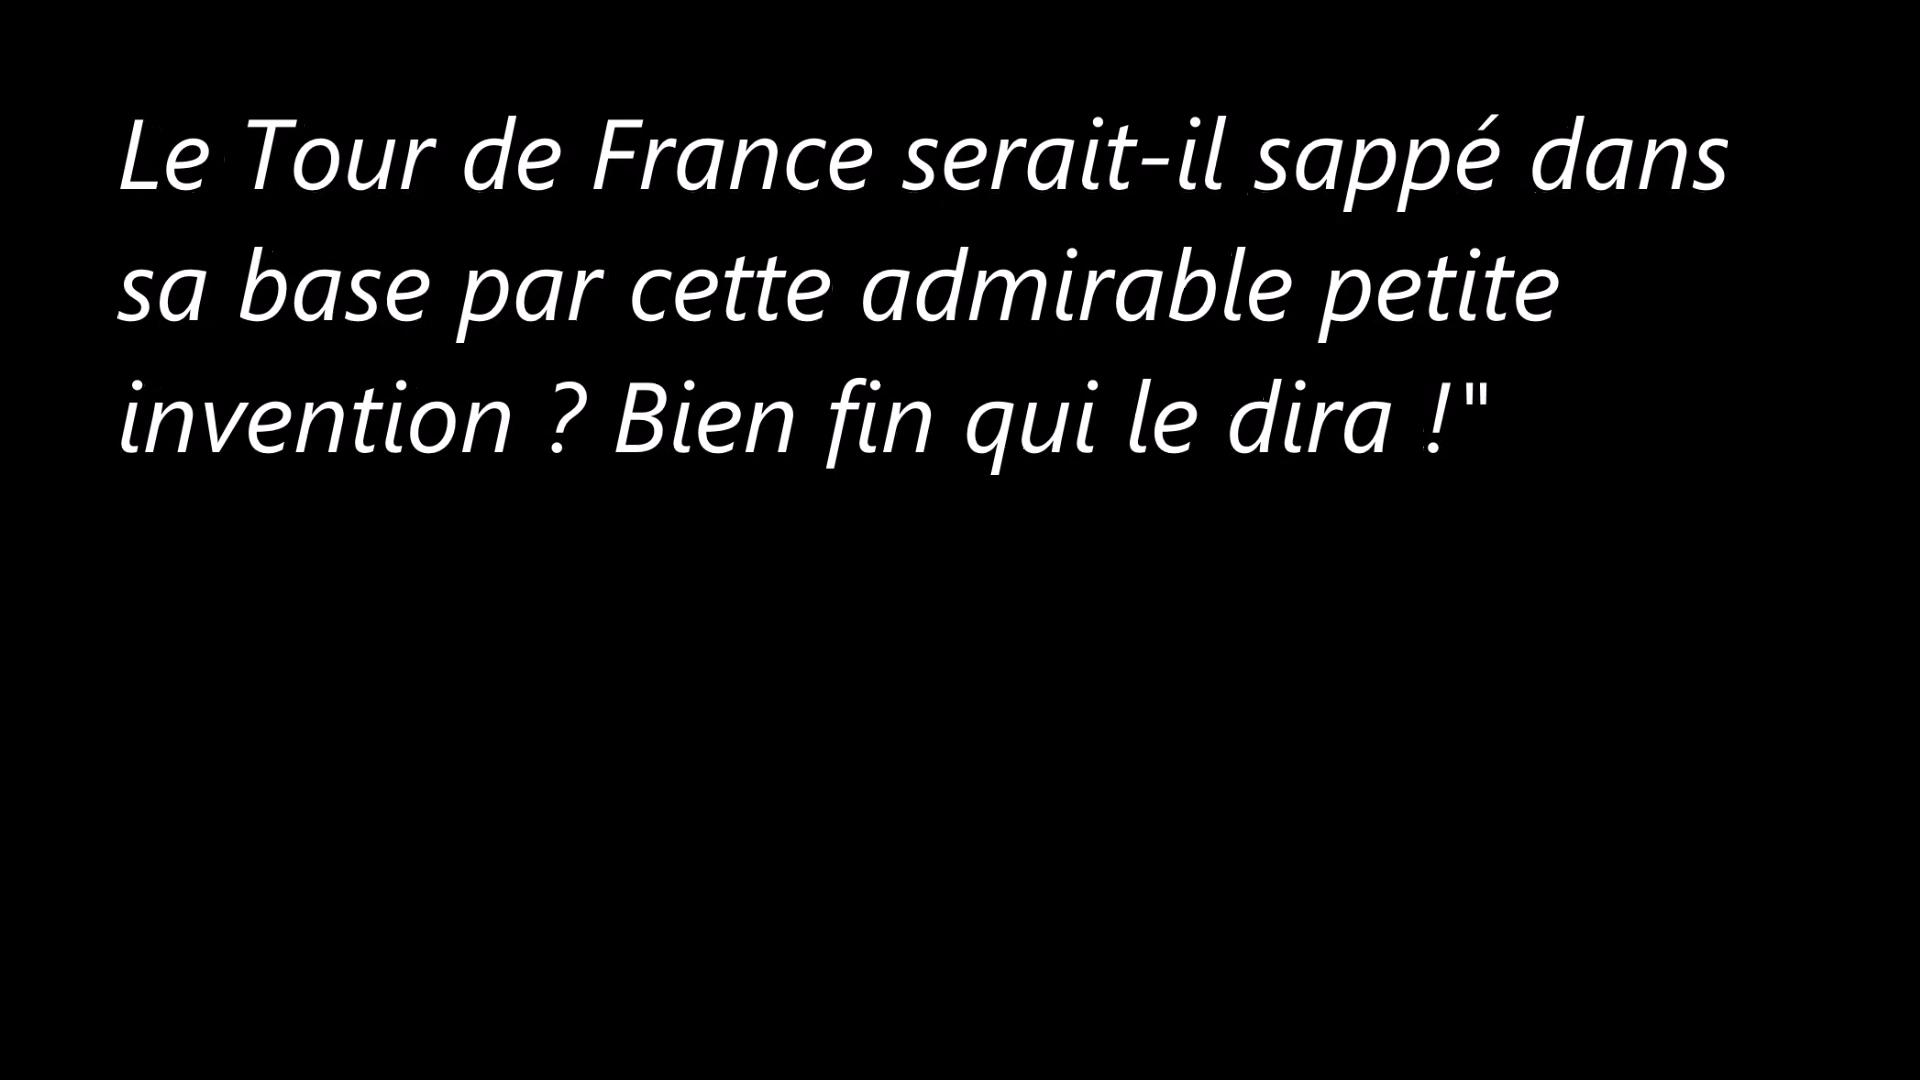 Le Tour de France serait-il sappé dans
sa base par cette admirable petite
invention ? Bien fin qui le dira !"